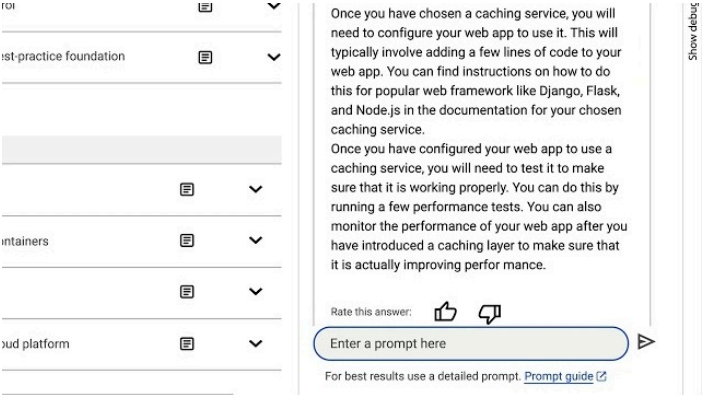 rol
est-practice foundation
ontainers
oud platform
Once you have chosen a caching service, you will
need to configure your web app to use it. This will
typically involve adding a few lines of code to your
web app. You can find instructions on how to do
this for popular web framework like Django, Flask,
and Node.js in the documentation for your chosen
caching service.
Once you have configured your web app to use a
caching service, you will need to test it to make
sure that it is working properly. You can do this by
running a few performance tests. You can also
monitor the performance of your web app after you
have introduced a caching layer to make sure that
it is actually improving perfor mance.
Rate this answer:
Enter a prompt here
For best results use a detailed prompt. Prompt guide
Show debug